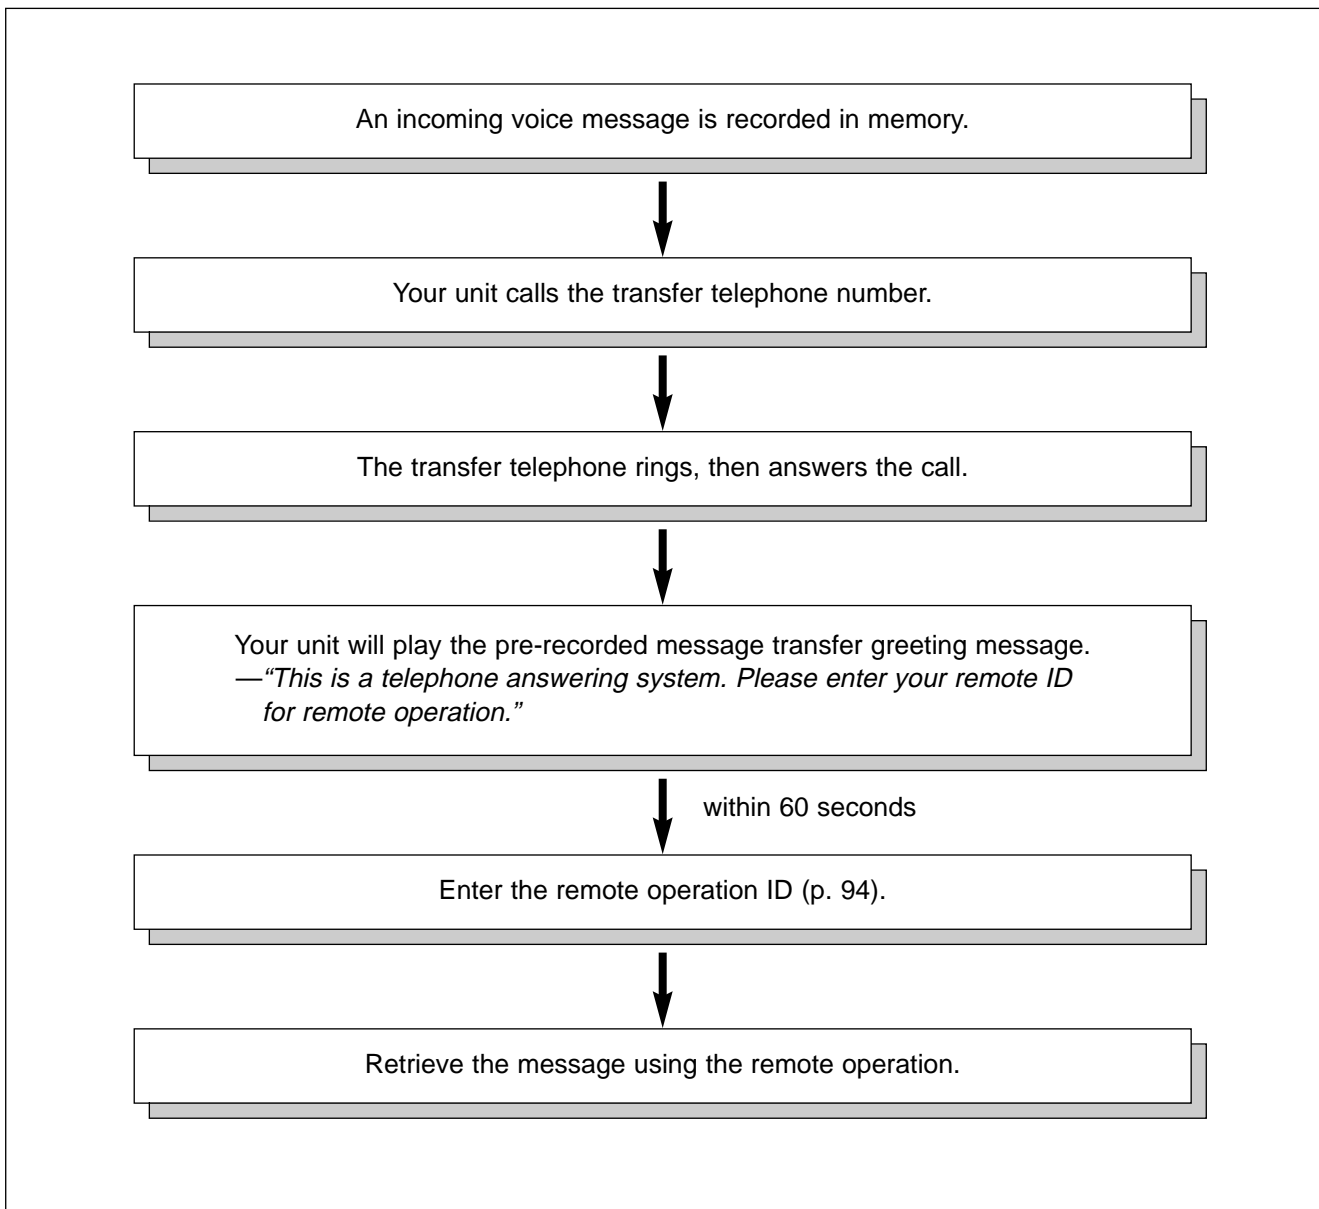 An incoming voice message is recorded in memory.
Your unit calls the transfer telephone number.
The transfer telephone rings, then answers the call.
Your unit will play the pre-recorded message transfer greeting message.
—“This is a telephone answering system. Please enter your remote ID
for remote operation.”
within 60 seconds
Enter the remote operation ID (p. 94).
Retrieve the message using the remote operation.